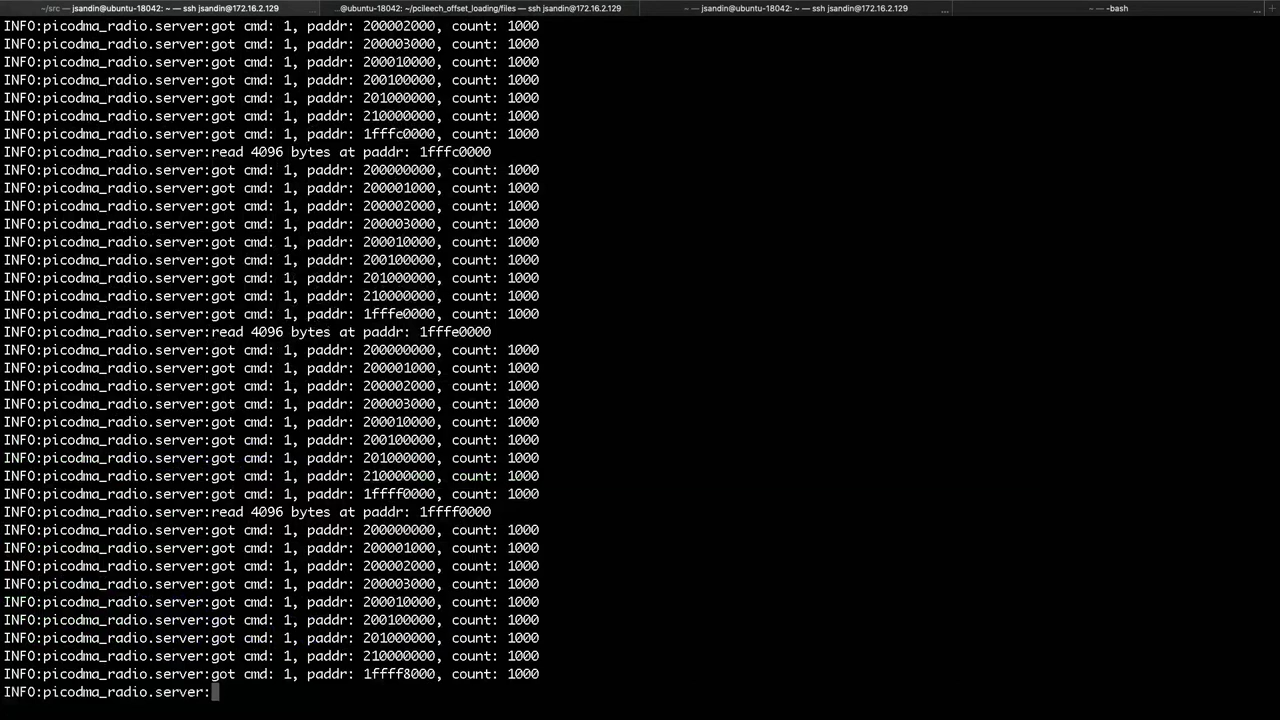 ~/src — jsandin@ubuntu-18042: ~ — ssh jsandin@172.16.2.129 ... ...@ubuntu-18042: ~/pcileech_offset_loading/files — ssh jsandin@172.16.2.129 ~ — jsandin@ubuntu-18042: ~ — ssh jsandin@172.16.2.129 ... ~ — -bash ... +
INFO:picodma_radio.server:got cmd: 1, paddr: 200002000, count: 1000
INFO:picodma_radio.server:got cmd: 1, paddr: 200003000, count: 1000
INFO:picodma_radio.server:got cmd: 1, paddr: 200010000, count: 1000
INFO:picodma_radio.server:got cmd: 1, paddr: 200100000, count: 1000
INFO:picodma_radio.server:got cmd: 1, paddr: 201000000, count: 1000
INFO:picodma_radio.server:got cmd: 1, paddr: 210000000, count: 1000
INFO:picodma_radio.server:got cmd: 1, paddr: 1fffc0000, count: 1000
INFO:picodma_radio.server:read 4096 bytes at paddr: 1fffc0000
INFO:picodma_radio.server:got cmd: 1, paddr: 200000000, count: 1000
INFO:picodma_radio.server:got cmd: 1, paddr: 200001000, count: 1000
INFO:picodma_radio.server:got cmd: 1, paddr: 200002000, count: 1000
INFO:picodma_radio.server:got cmd: 1, paddr: 200003000, count: 1000
INFO:picodma_radio.server:got cmd: 1, paddr: 200010000, count: 1000
INFO:picodma_radio.server:got cmd: 1, paddr: 200100000, count: 1000
INFO:picodma_radio.server:got cmd: 1, paddr: 201000000, count: 1000
INFO:picodma_radio.server:got cmd: 1, paddr: 210000000, count: 1000
INFO:picodma_radio.server:got cmd: 1, paddr: 1fffe0000, count: 1000
INFO:picodma_radio.server:read 4096 bytes at paddr: 1fffe0000
INFO:picodma_radio.server:got cmd: 1, paddr: 200000000, count: 1000
INFO:picodma_radio.server:got cmd: 1, paddr: 200001000, count: 1000
INFO:picodma_radio.server:got cmd: 1, paddr: 200002000, count: 1000
INFO:picodma_radio.server:got cmd: 1, paddr: 200003000, count: 1000
INFO:picodma_radio.server:got cmd: 1, paddr: 200010000, count: 1000
INFO:picodma_radio.server:got cmd: 1, paddr: 200100000, count: 1000
INFO:picodma_radio.server:got cmd: 1, paddr: 201000000, count: 1000
INFO:picodma_radio.server:got cmd: 1, paddr: 210000000, count: 1000
INFO:picodma_radio.server:got cmd: 1, paddr: 1ffff0000, count: 1000
INFO:picodma_radio.server:read 4096 bytes at paddr: 1ffff0000
INFO:picodma_radio.server:got cmd: 1, paddr: 200000000, count: 1000
INFO:picodma_radio.server:got cmd: 1, paddr: 200001000, count: 1000
INFO:picodma_radio.server:got cmd: 1, paddr: 200002000, count: 1000
INFO:picodma_radio.server:got cmd: 1, paddr: 200003000, count: 1000
INFO:picodma_radio.server:got cmd: 1, paddr: 200010000, count: 1000
INFO:picodma_radio.server:got cmd: 1, paddr: 200100000, count: 1000
INFO:picodma_radio.server:got cmd: 1, paddr: 201000000, count: 1000
INFO:picodma_radio.server:got cmd: 1, paddr: 210000000, count: 1000
INFO:picodma_radio.server:got cmd: 1, paddr: 1ffff8000, count: 1000
INFO:picodma_radio.server: